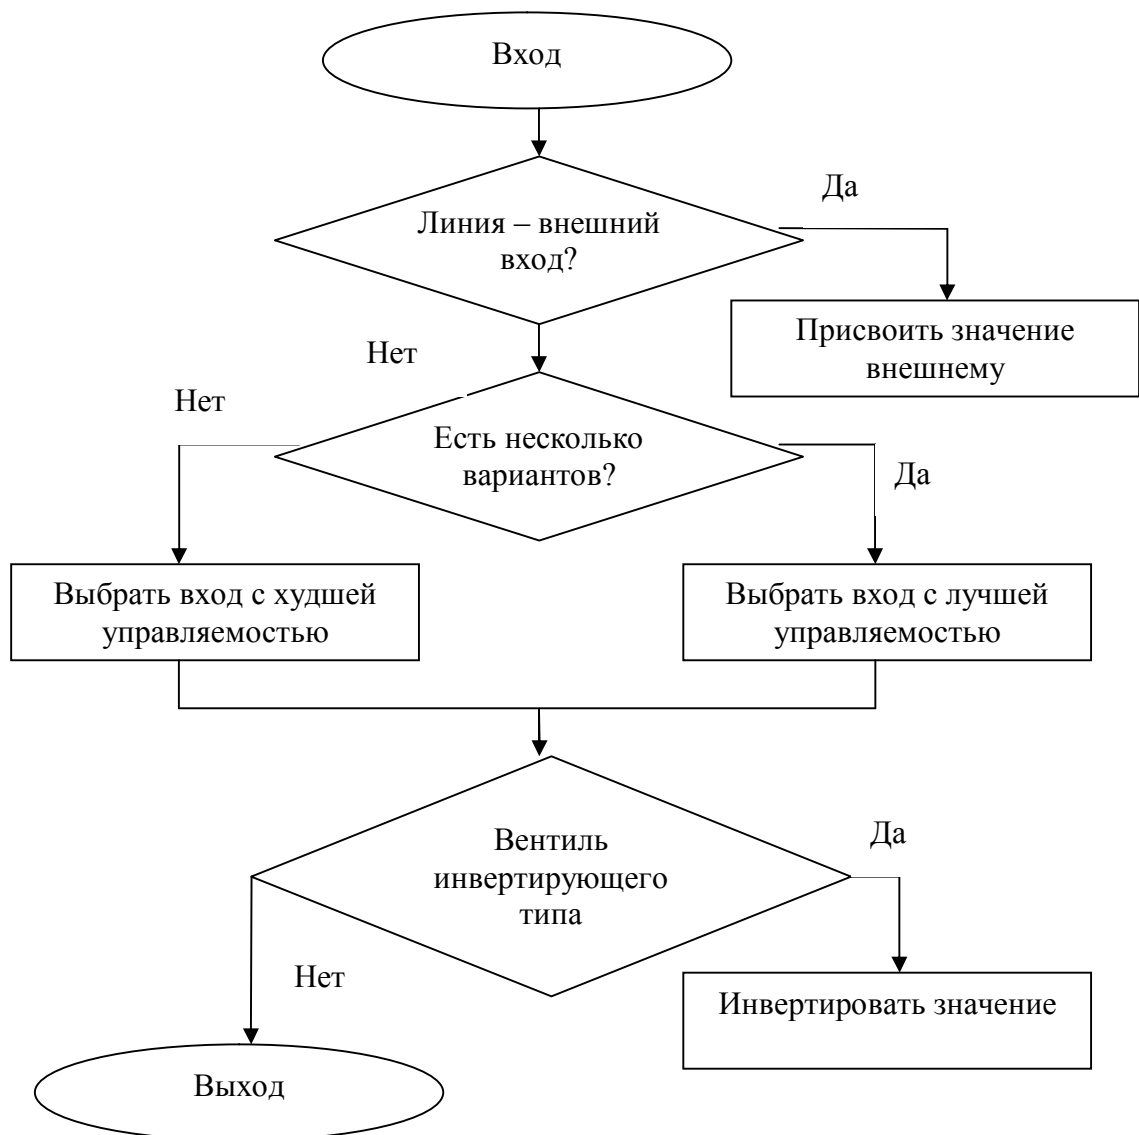 Вход
Да
Линия – внешний
вход?
Присвоить значение
внешнему
Нет
Нет
Есть несколько
вариантов?
Да
Выбрать вход с худшей
управляемостью
Выбрать вход с лучшей
управляемостью
Вентиль
инвертирующего
типа
Да
Нет
Инвертировать значение
Выход